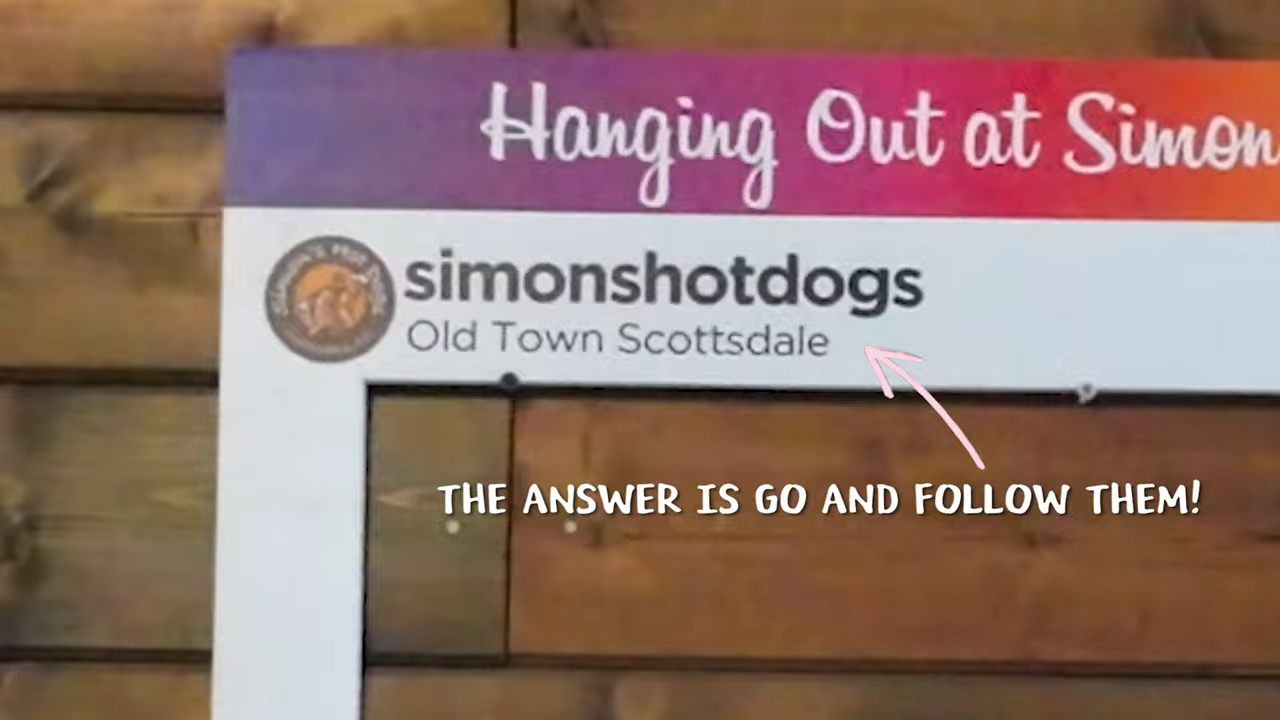 Hanging Out at Simon
simonshotdogs
Old Town Scottsdale
THE ANSWER IS GO AND FOLLOW THEM!